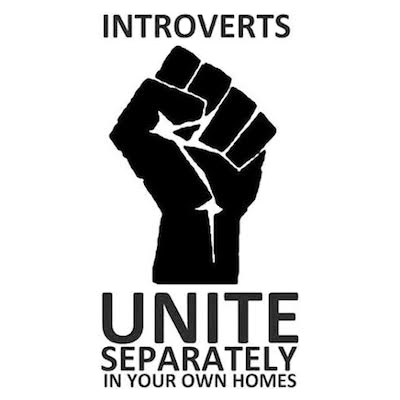 INTROVERTS
UNITE
SEPARATELY
IN YOUR OWN HOMES